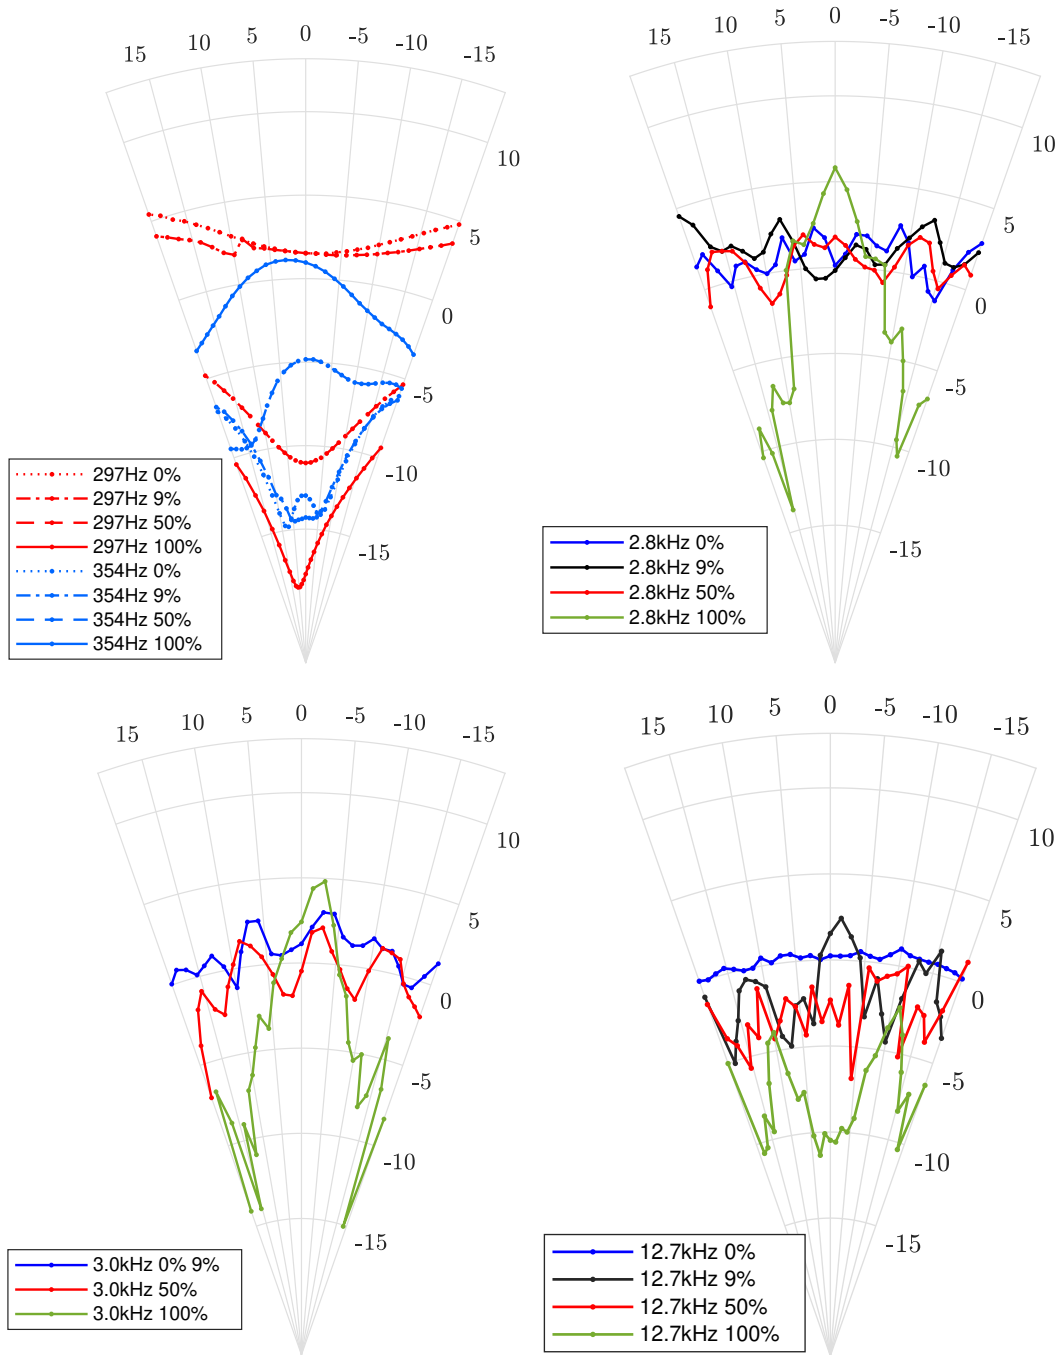 15 10 5 0 -5 -10 -15
10
5
0
-5
-10
-15
297Hz 0%
297Hz 9%
297Hz 50%
297Hz 100%
354Hz 0%
354Hz 9%
354Hz 50%
354Hz 100%
15 10 5 0 -5 -10 -15
10
5
0
-5
-10
-15
2.8kHz 0%
2.8kHz 9%
2.8kHz 50%
2.8kHz 100%
15 10 5 0 -5 -10 -15
10
5
0
-5
-10
-15
3.0kHz 0% 9%
3.0kHz 50%
3.0kHz 100%
15 10 5 0 -5 -10 -15
10
5
0
-5
-10
-15
12.7kHz 0%
12.7kHz 9%
12.7kHz 50%
12.7kHz 100%